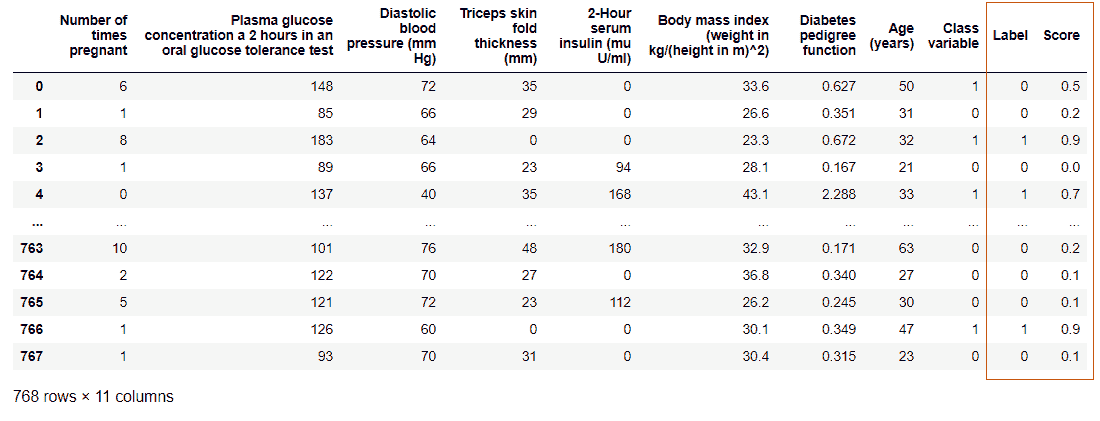 Number of times pregnant Plasma glucose concentration a 2 hours in an oral glucose tolerance test Diastolic blood pressure (mm Hg) Triceps skin fold thickness (mm) 2-Hour serum insulin (mu U/ml) Body mass index (weight in kg/(height in m)^2) Diabetes pedigree function Age (years) Class variable Label Score
0 6 148 72 35 0 33.6 0.627 50 1 0 0.5
1 1 85 66 29 0 26.6 0.351 31 0 0 0.2
2 8 183 64 0 0 23.3 0.672 32 1 1 0.9
3 1 89 66 23 94 28.1 0.167 21 0 0 0.0
4 0 137 40 35 168 43.1 2.288 33 1 1 0.7
... ... ... ... ... ... ... ... ... ... ... ...
763 10 101 76 48 180 32.9 0.171 63 0 0 0.2
764 2 122 70 27 0 36.8 0.340 27 0 0 0.1
765 5 121 72 23 112 26.2 0.245 30 0 0 0.1
766 1 126 60 0 0 30.1 0.349 47 1 1 0.9
767 1 93 70 31 0 30.4 0.315 23 0 0 0.1
768 rows × 11 columns